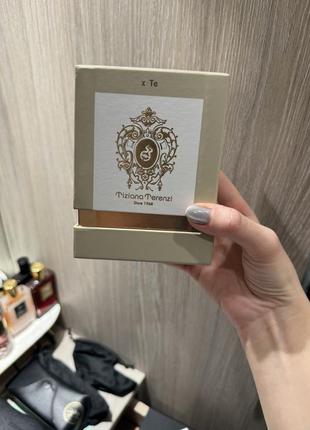 x-Te
Tiziana Terenzi
Since 1968